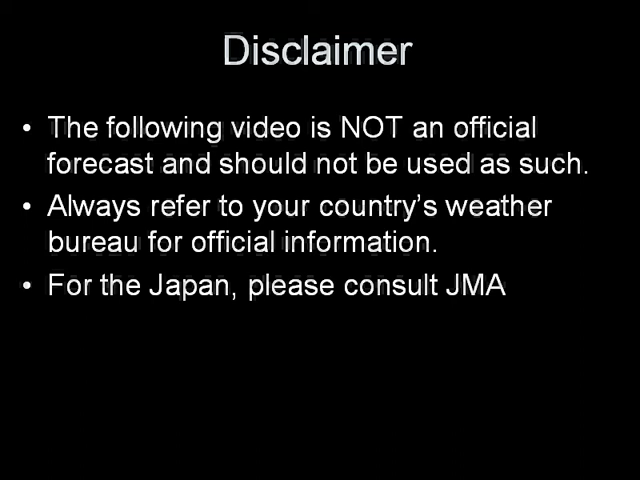 Disclaimer
• The following video is NOT an official
forecast and should not be used as such.
• Always refer to your country's weather
bureau for official information.
• For the Japan, please consult JMA